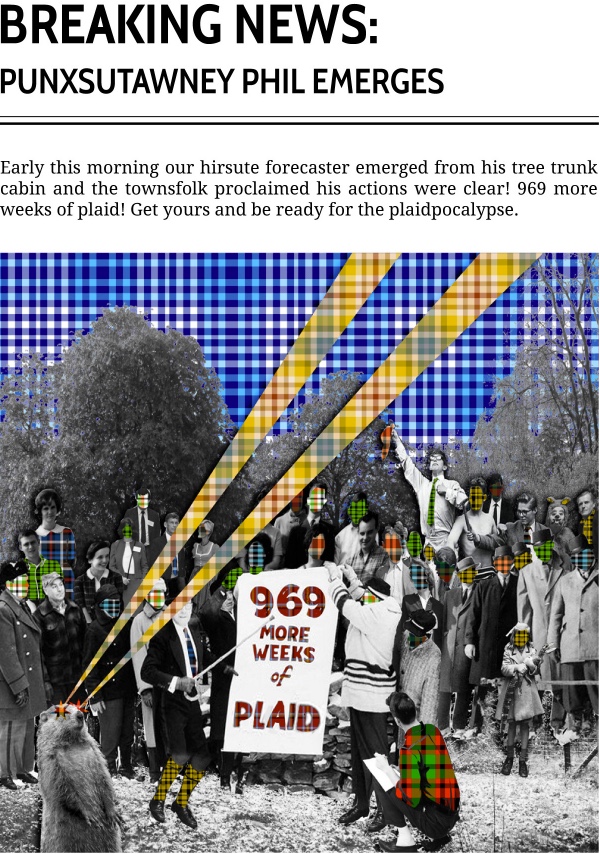 BREAKING NEWS:
PUNXSUTAWNEY PHIL EMERGES
Early this morning our hirsute forecaster emerged from his tree trunk
cabin and the townsfolk proclaimed his actions were clear! 969 more
weeks of plaid! Get yours and be ready for the plaidpocalypse.
969
MORE
WEEKS
of
PLAID